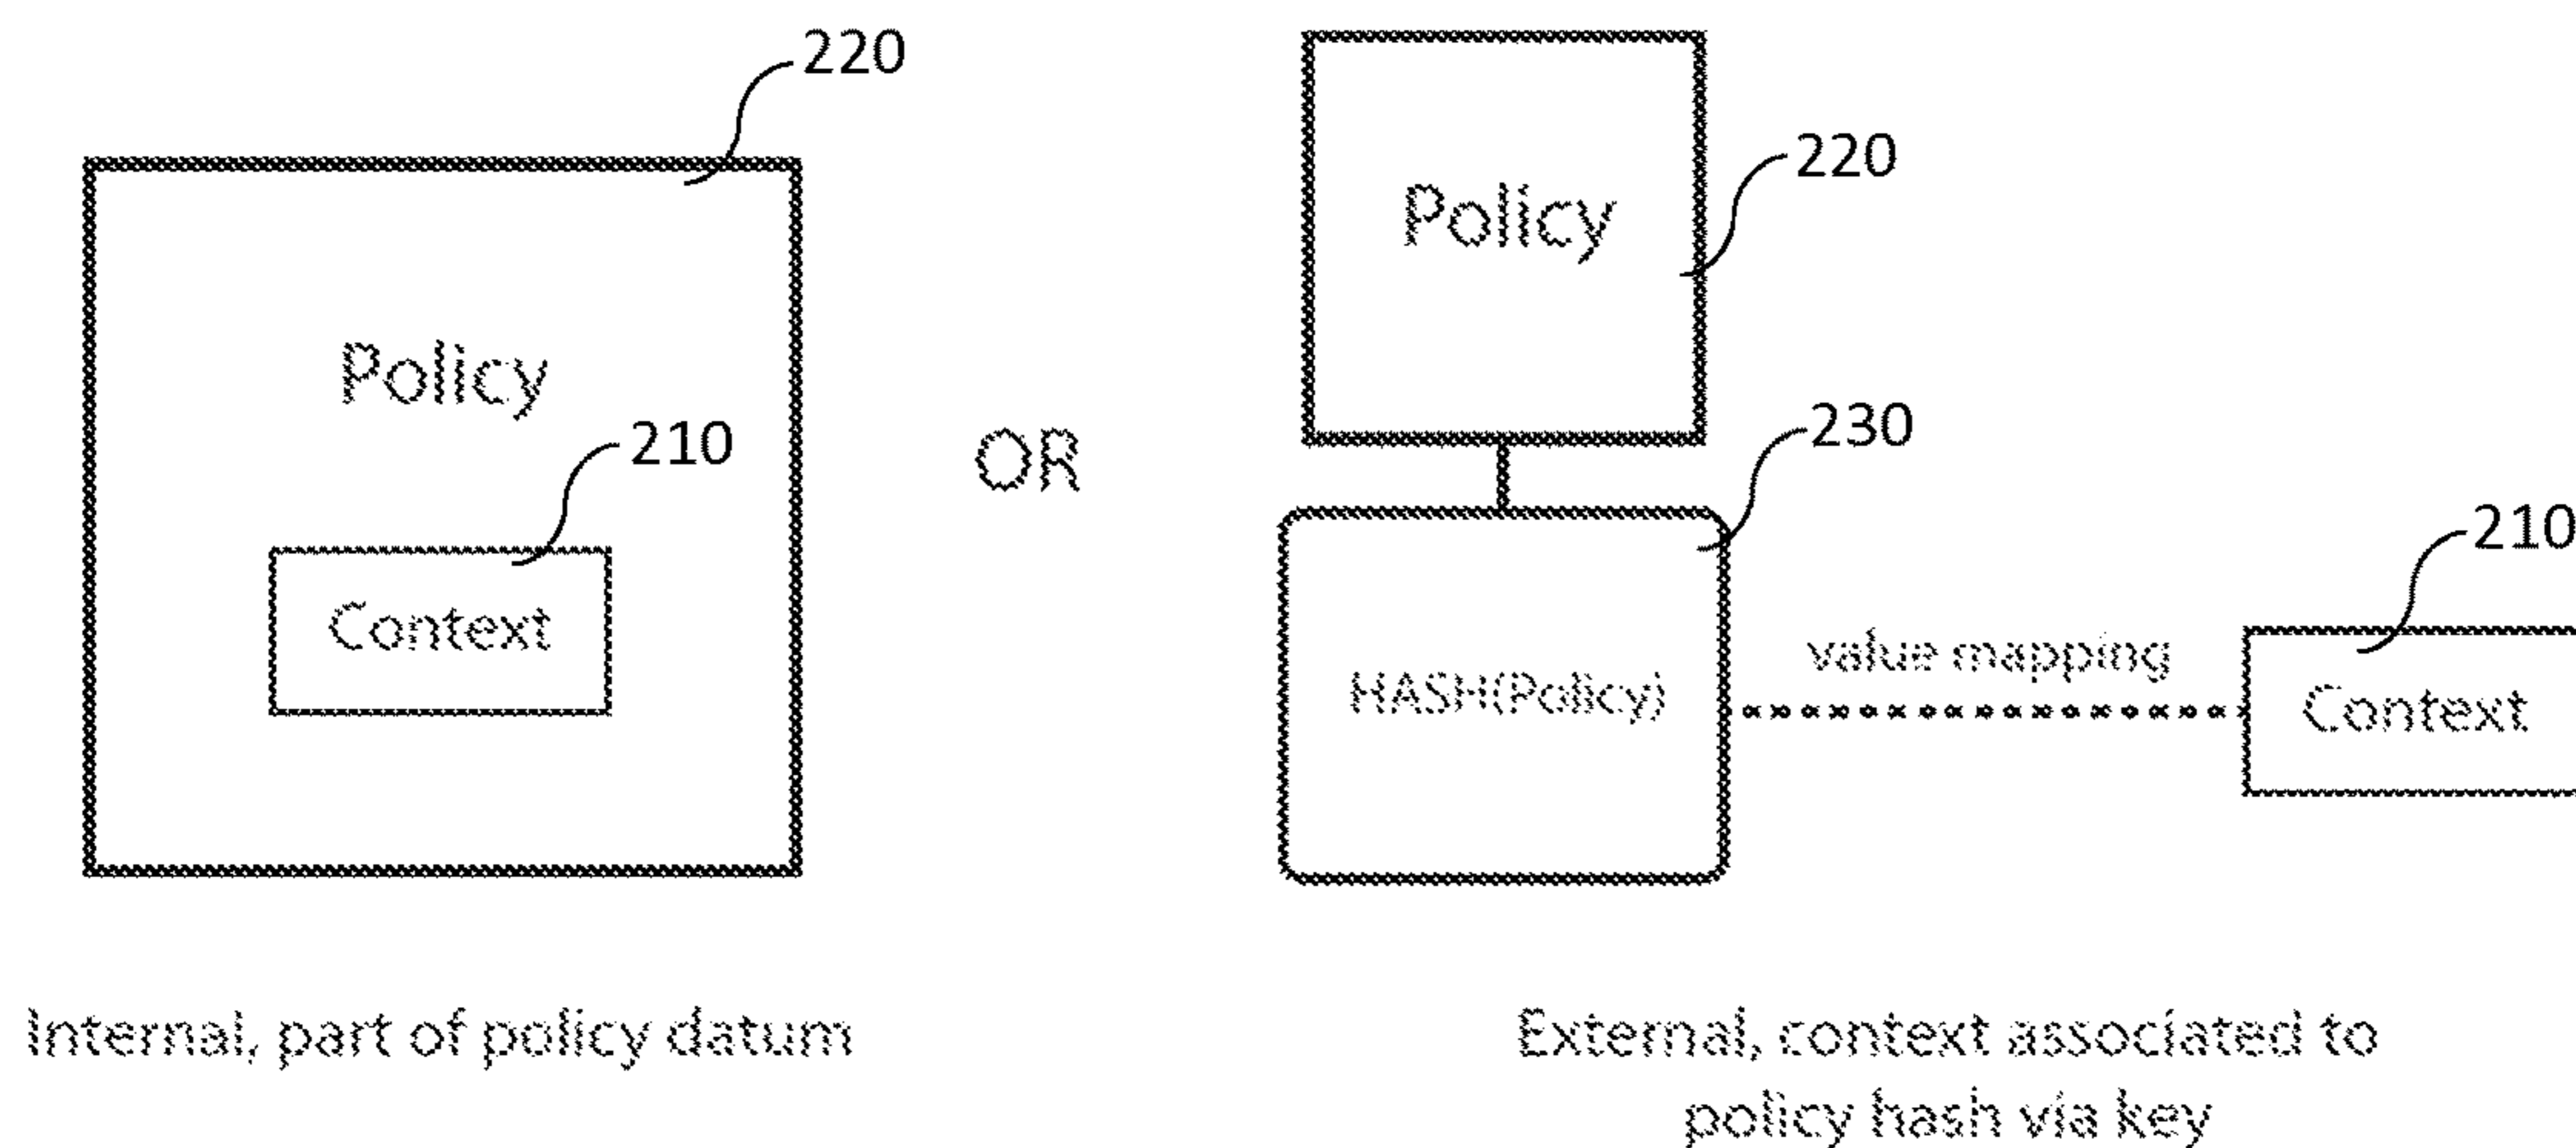 220
Policy
210
Context
Internal, part of policy datum
OR
220
Policy
230
HASH(Policy)
value mapping
210
Context
External, context associated to
policy hash via key